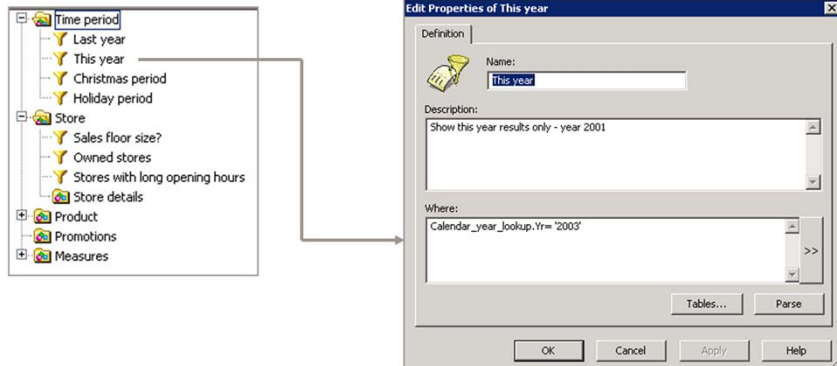 Time period
Last year
This year
Christmas period
Holiday period
Store
Sales floor size?
Owned stores
Stores with long opening hours
Store details
Product
Promotions
Measures
Edit Properties of This year
Definition
Name:
This year
Description:
Show this year results only - year 2001
Where:
Calendar_year_lookup.Yr= '2003'
>>
Tables... Parse
OK Cancel Apply Help